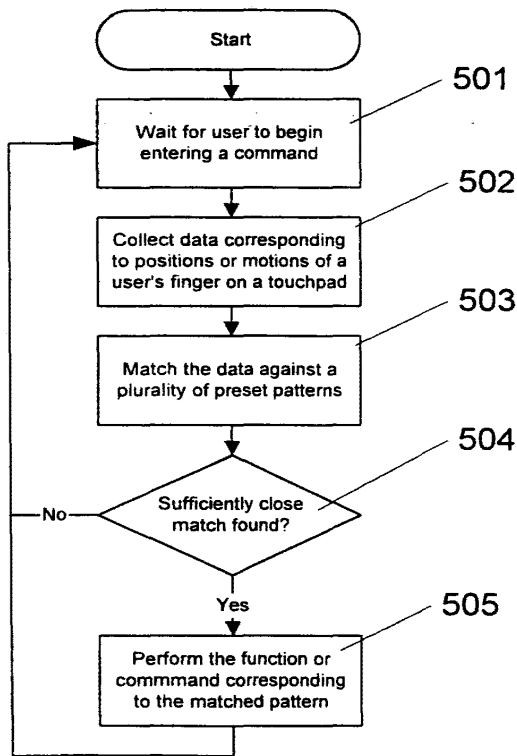 Start
501
Wait for user to begin
entering a command
502
Collect data corresponding
to positions or motions of a
user's finger on a touchpad
503
Match the data against a
plurality of preset patterns
504
Sufficiently close
match found?
No
Yes
505
Perform the function or
commmand corresponding
to the matched pattern